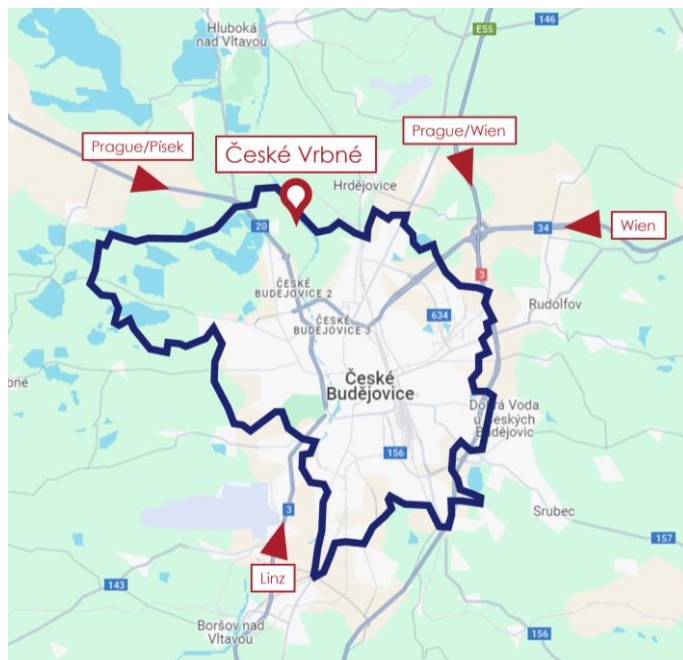 146
E55
Hluboká
nad Vltavou
Prague/Písek
České Vrbné
Prague/Wien
Hrdějovice
20
34
Wien
3
ČESKÉ
BUDĚJOVICE 2
634
Rudolfov
ČESKÉ
BUDĚJOVICE 3
České
Budějovice
Dobrá Voda
u Českých
Budějovic
156
3
Srubec
157
Linz
143
Boršov nad
Vltavou
156